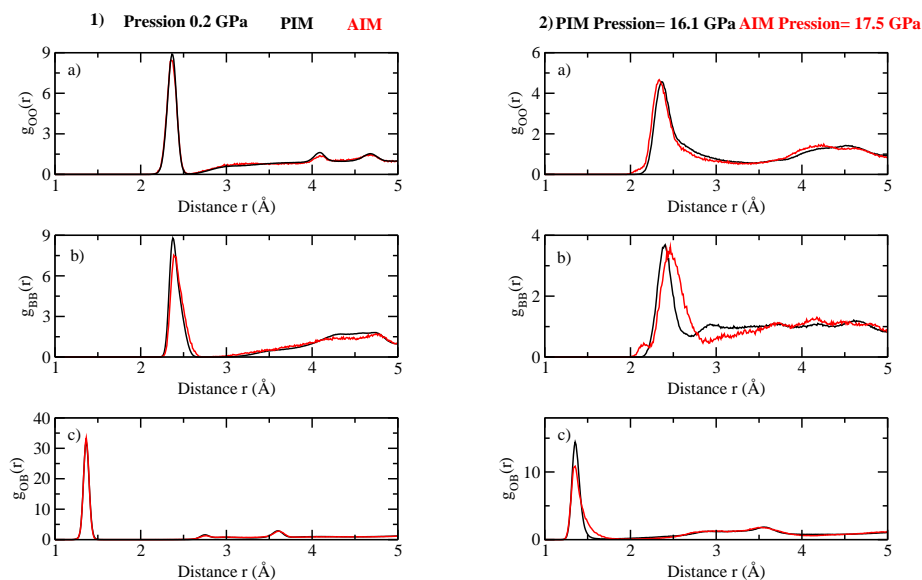 1) Pression 0.2 GPa PIM AIM
9
6
3
0
a)
g_OO(r)
1 2 3 4 5
Distance r (Å)
9
6
3
0
b)
g_BB(r)
1 2 3 4 5
Distance r (Å)
40
30
20
10
0
c)
g_OB(r)
1 2 3 4 5
Distance r (Å)
2) PIM Pression= 16.1 GPa AIM Pression= 17.5 GPa
6
4
2
0
a)
g_OO(r)
1 2 3 4 5
Distance r (Å)
4
2
0
b)
g_BB(r)
1 2 3 4 5
Distance r (Å)
10
0
c)
g_OB(r)
1 2 3 4 5
Distance r (Å)